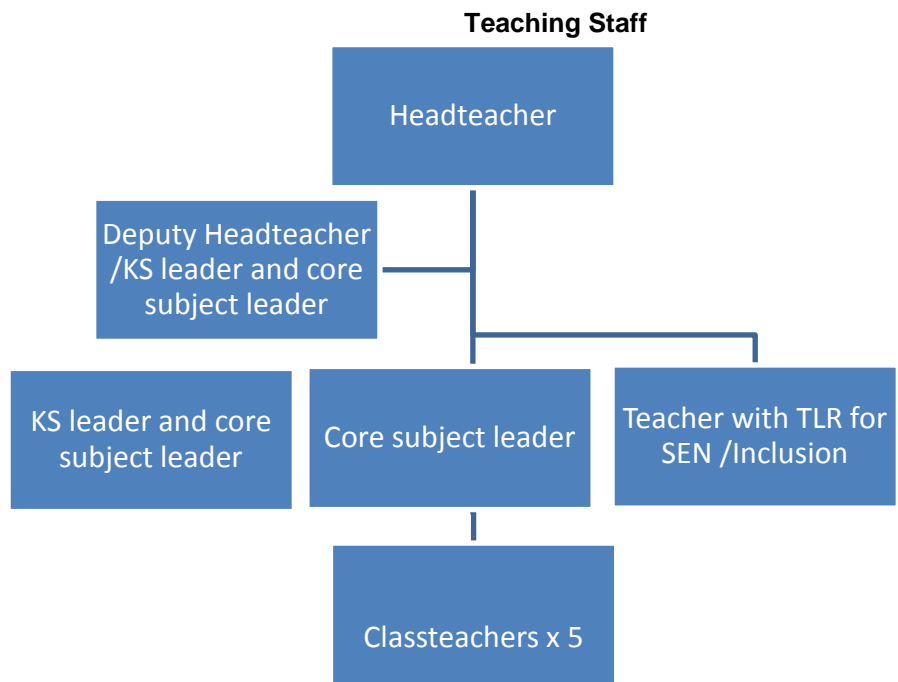 Teaching Staff
Headteacher
Deputy Headteacher
/KS leader and core
subject leader
KS leader and core
subject leader
Core subject leader
Teacher with TLR for
SEN /Inclusion
Classteachers x 5